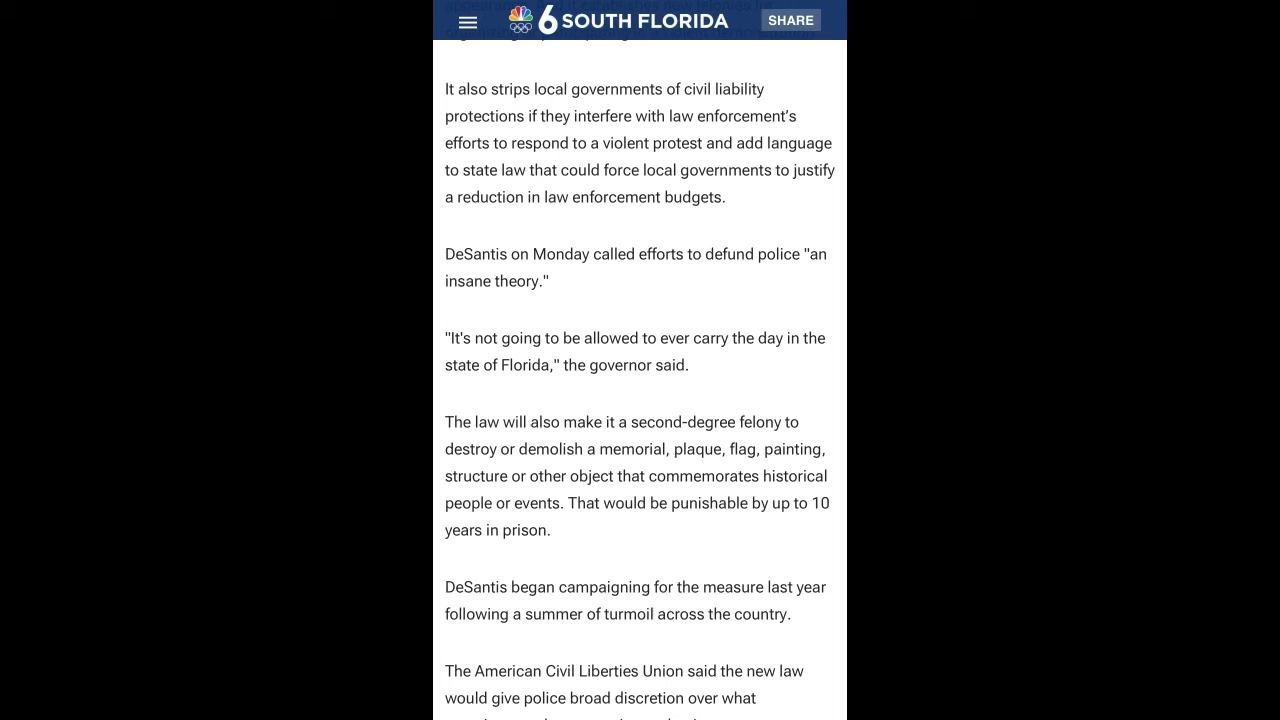 6 SOUTH FLORIDA
SHARE
It also strips local governments of civil liability
protections if they interfere with law enforcement’s
efforts to respond to a violent protest and add language
to state law that could force local governments to justify
a reduction in law enforcement budgets.
DeSantis on Monday called efforts to defund police "an
insane theory."
"It's not going to be allowed to ever carry the day in the
state of Florida," the governor said.
The law will also make it a second-degree felony to
destroy or demolish a memorial, plaque, flag, painting,
structure or other object that commemorates historical
people or events. That would be punishable by up to 10
years in prison.
DeSantis began campaigning for the measure last year
following a summer of turmoil across the country.
The American Civil Liberties Union said the new law
would give police broad discretion over what